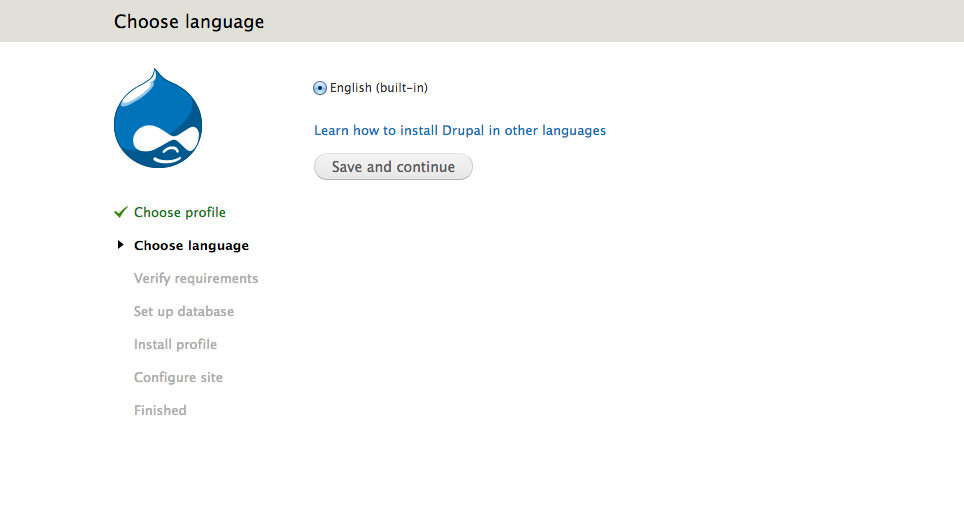 Choose language
English (built-in)
Learn how to install Drupal in other languages
Save and continue
Choose profile
Choose language
Verify requirements
Set up database
Install profile
Configure site
Finished